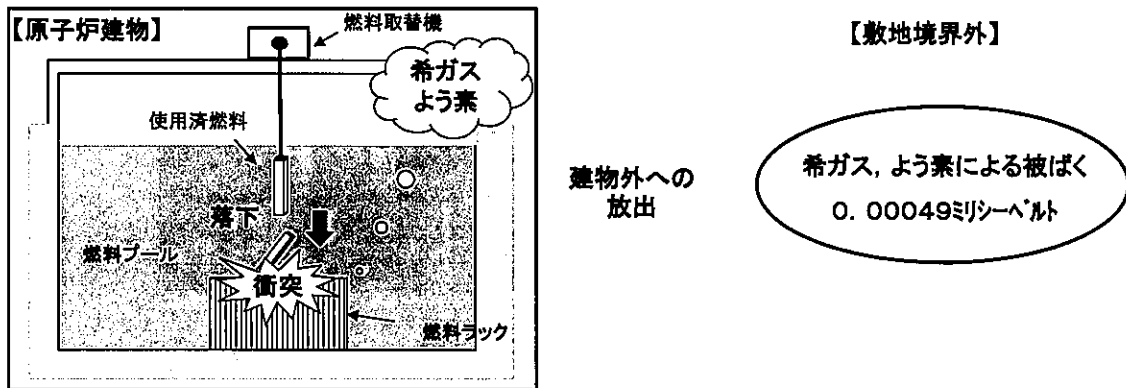 【原子炉建物】
燃料取替機
希ガス
よう素
使用済燃料
落下
燃料プール
衝突
燃料ラック
建物外への
放出
【敷地境界外】
希ガス，よう素による被ばく
０．０００４９ミリシーベルト